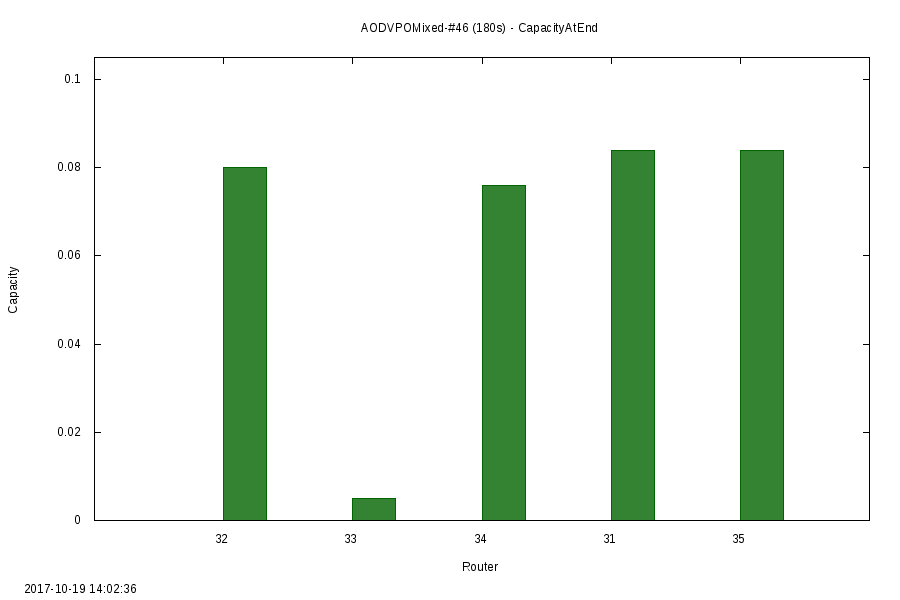 AODVPOMixed-#46 (180s) - CapacityAtEnd
0.1
0.08
0.06
0.04
0.02
0
Capacity
32 33 34 31 35
Router
2017-10-19 14:02:36